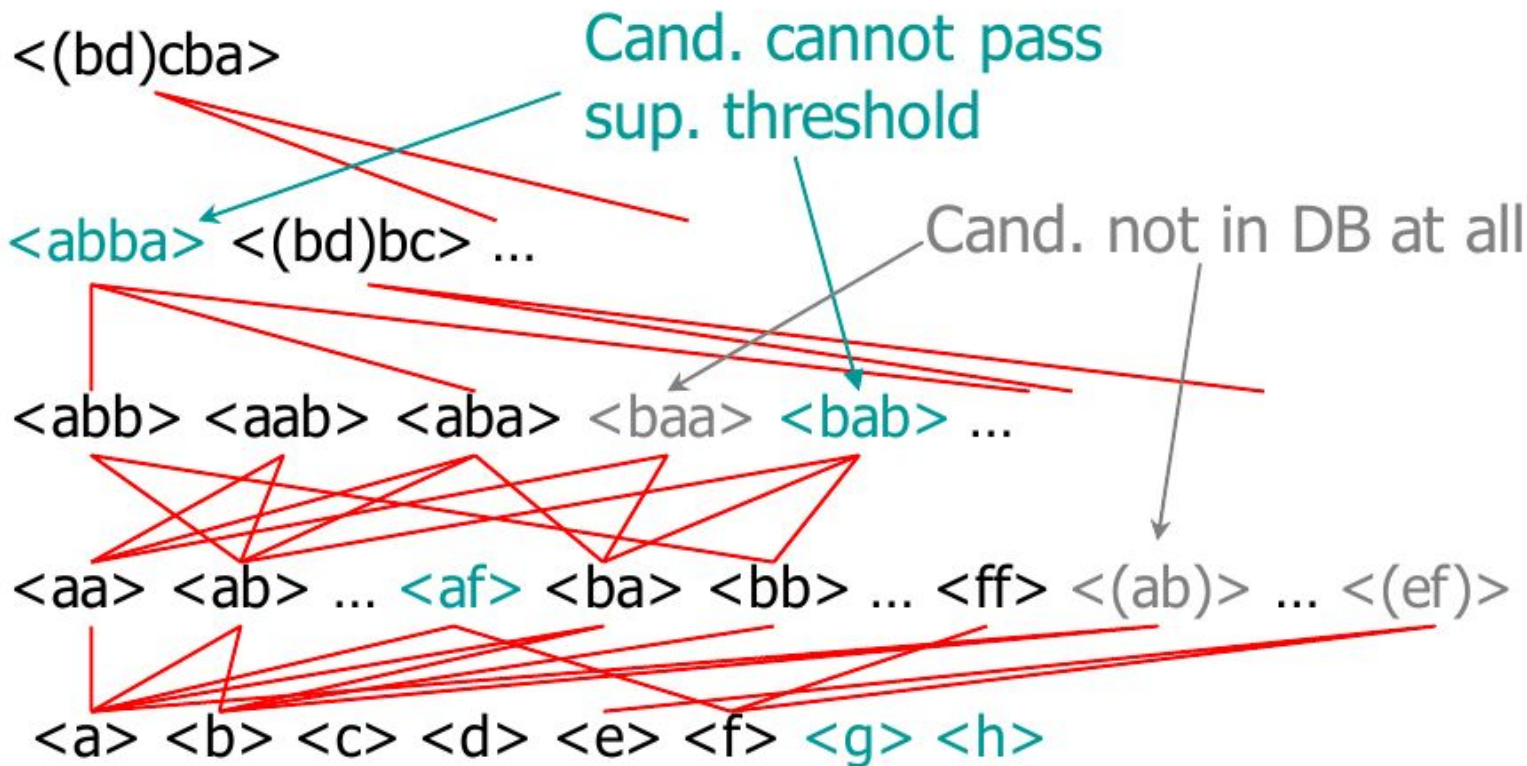 <(bd)cba>
Cand. cannot pass
sup. threshold
<abba> <(bd)bc> ...
Cand. not in DB at all
<abb> <aab> <aba> <baa> <bab> ...
<aa> <ab> ... <af> <ba> <bb> ... <ff> <(ab)> ... <(ef)>
<a> <b> <c> <d> <e> <f> <g> <h>